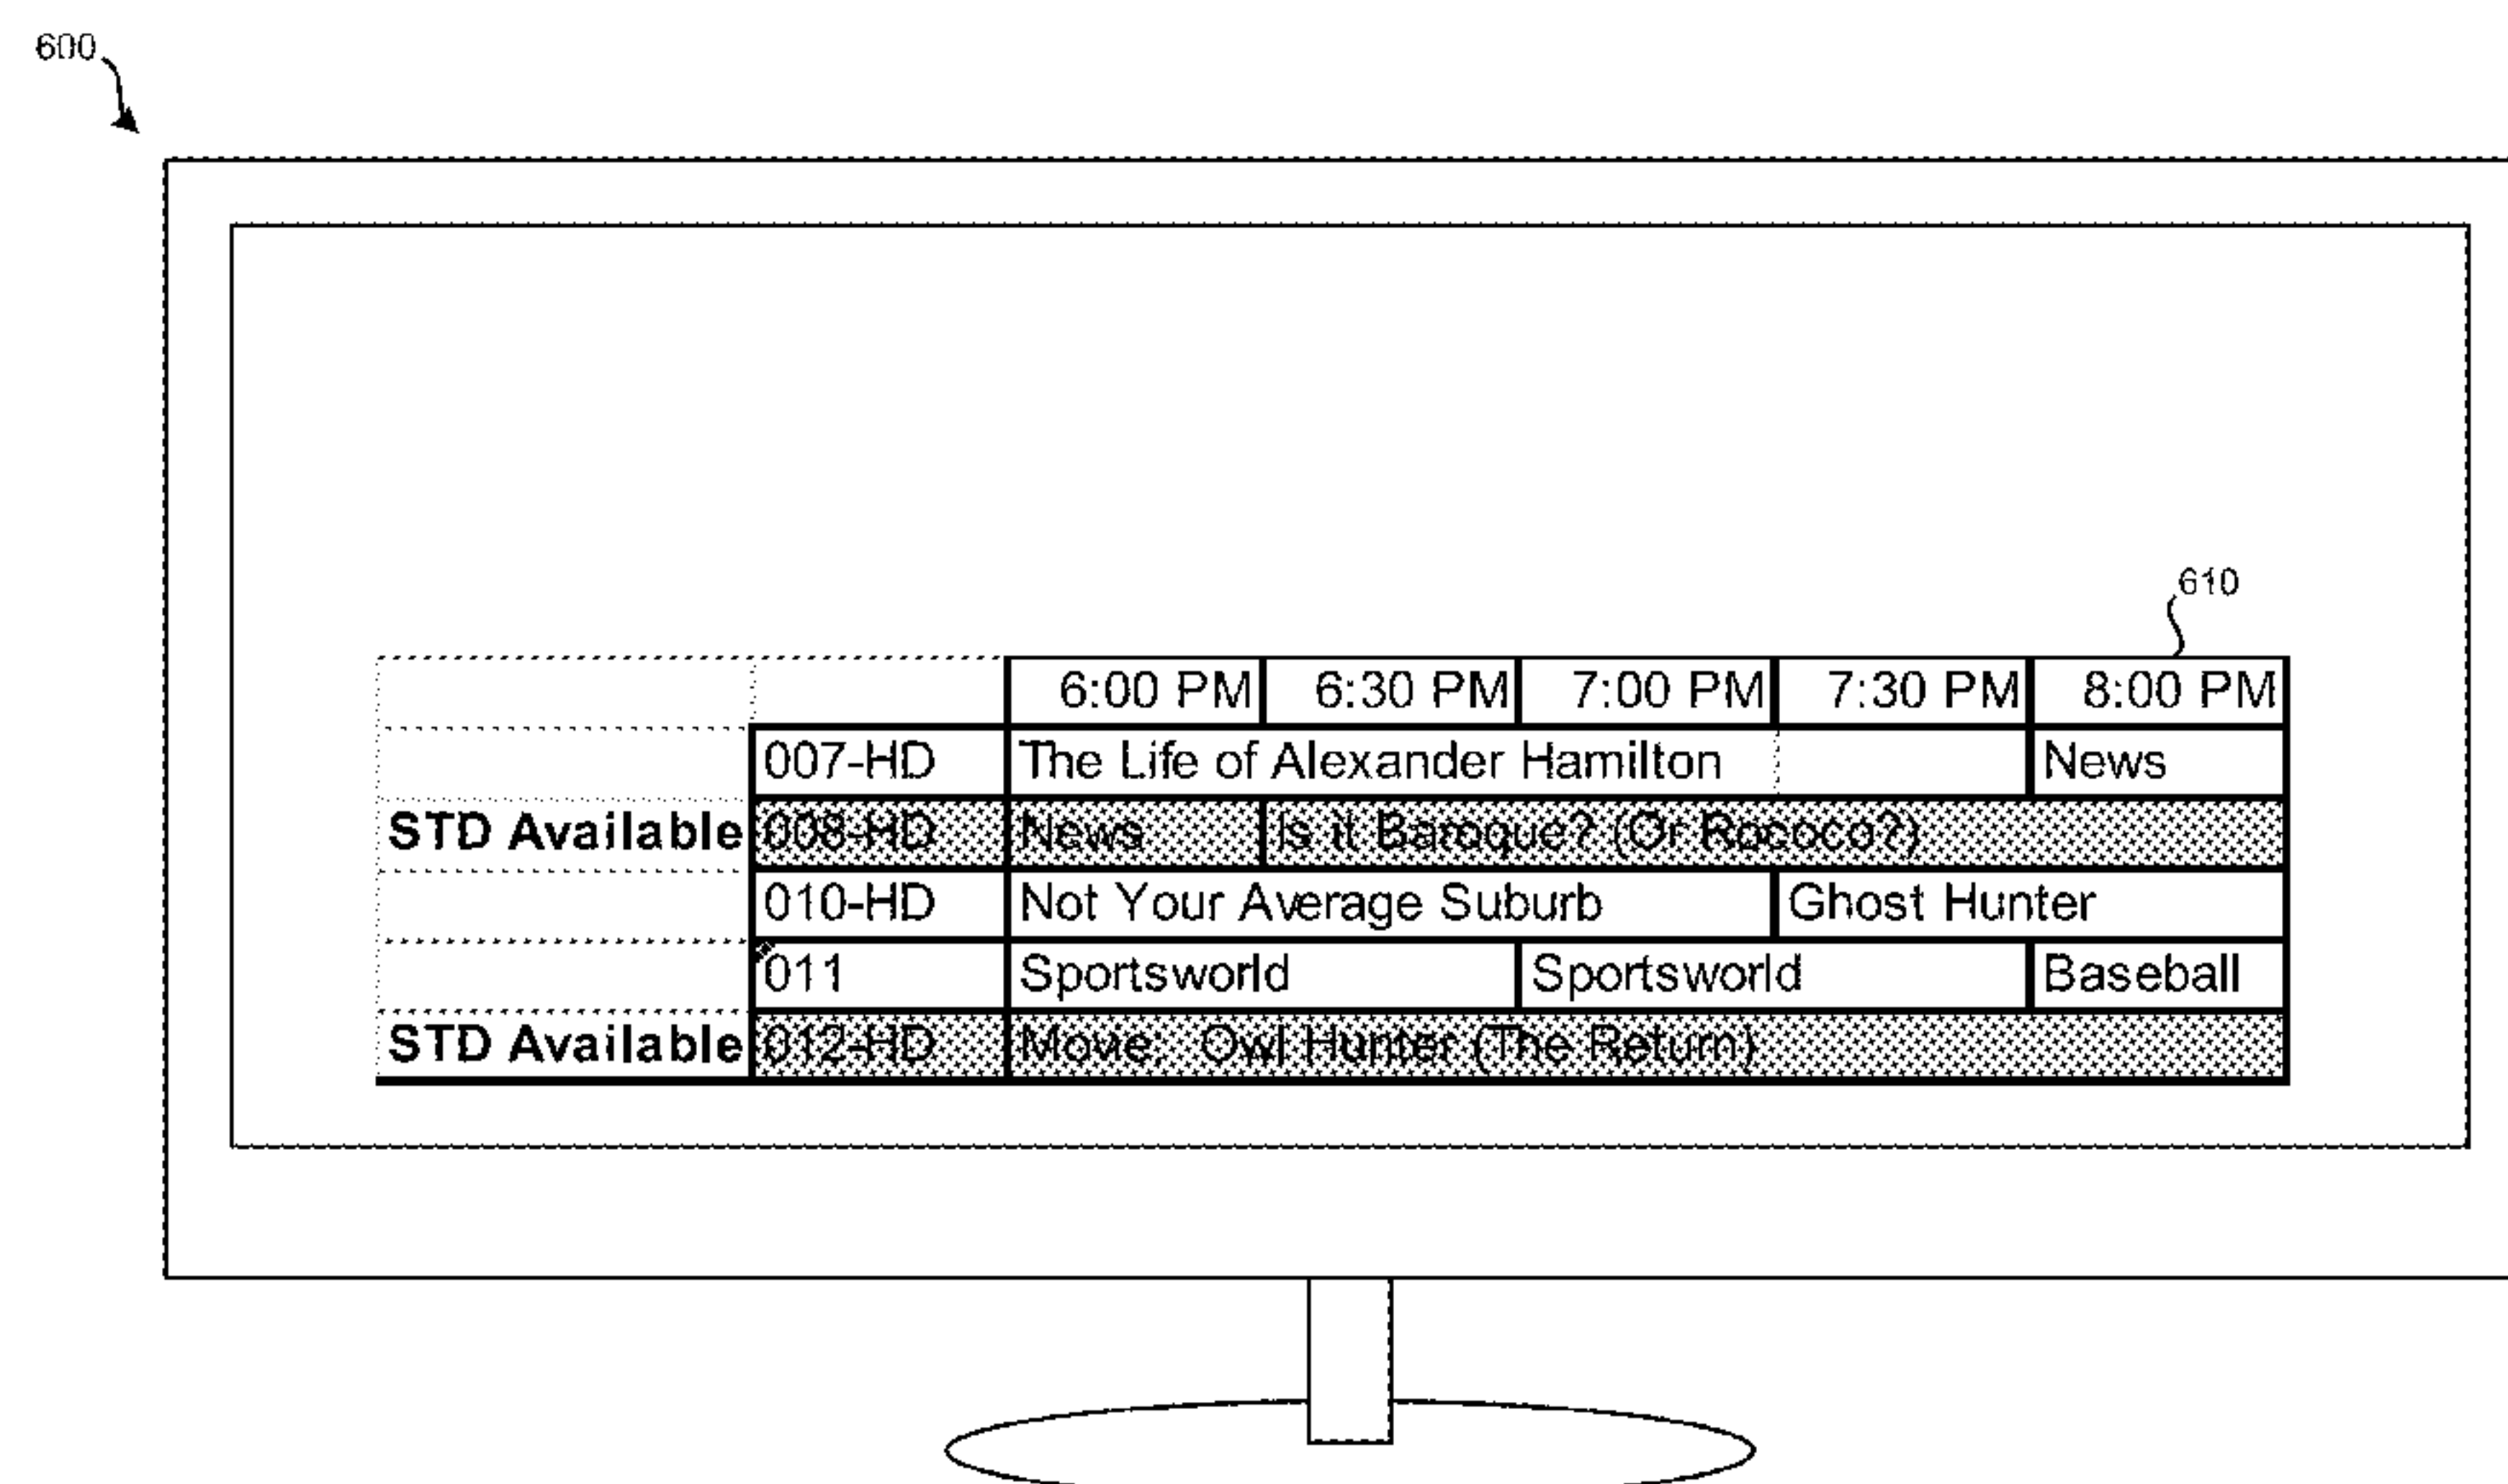 600
610
6:00 PM 6:30 PM 7:00 PM 7:30 PM 8:00 PM
007-HD The Life of Alexander Hamilton News
STD Available 008-HD News Is it Baroque? (Or Rococo?)
010-HD Not Your Average Suburb Ghost Hunter
011 Sportsworld Sportsworld Baseball
STD Available 012-HD Movie: Owl Hunter (The Return)